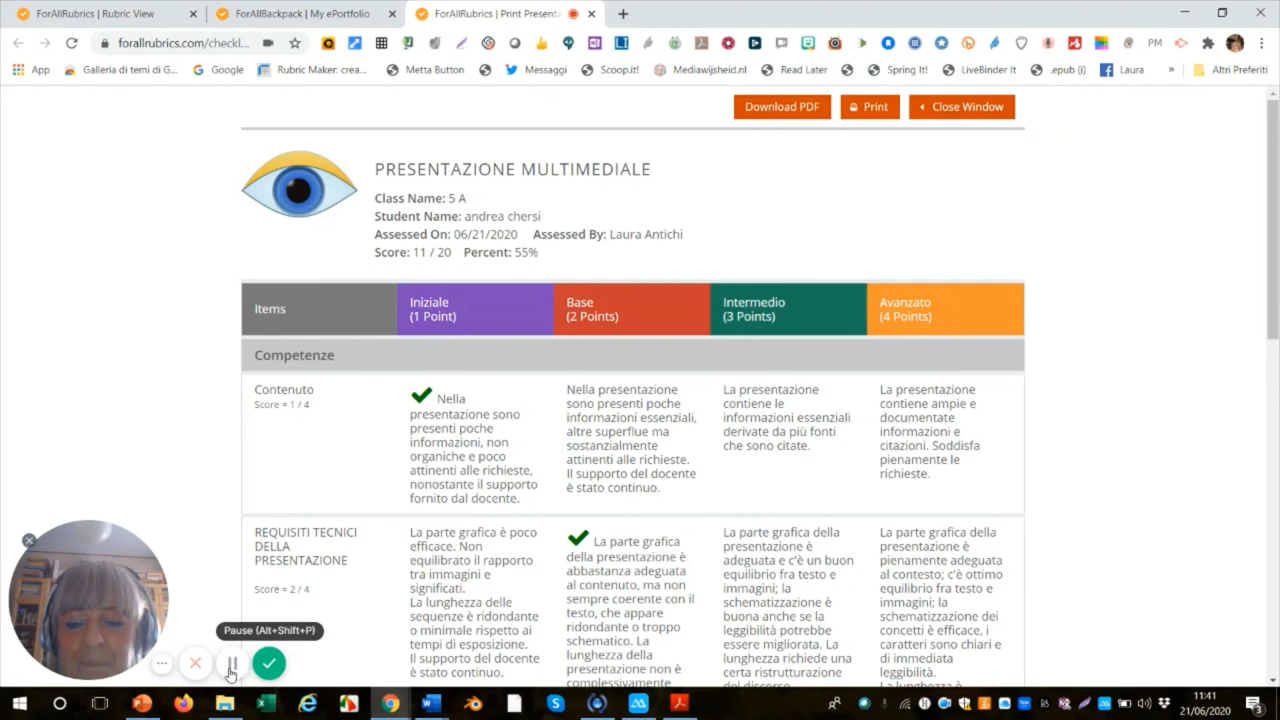 ForAllRubrics | Rubric View
ForAllBackpack | My ePortfolio
ForAllRubrics | Print Presenta
forallrubrics.com/checkl...
PM
App
Galleria di temi di G...
Google
Rubric Maker: crea...
Metta Button
Messaggi
Scoop.it!
Mediawijsheid.nl
Read Later
Spring It!
LiveBinder It
.epub (i)
Laura
»
Altri Preferiti
Download PDF
Print
Close Window
PRESENTAZIONE MULTIMEDIALE
Class Name: 5 A
Student Name: andrea chersi
Assessed On: 06/21/2020 Assessed By: Laura Antichi
Score: 11 / 20 Percent: 55%
Items
Iniziale
(1 Point)
Base
(2 Points)
Intermedio
(3 Points)
Avanzato
(4 Points)
Competenze
Contenuto
Score = 1 / 4
Nella
presentazione sono
presenti poche
informazioni, non
organiche e poco
attinenti alle richieste,
nonostante il supporto
fornito dal docente.
Nella presentazione
sono presenti poche
informazioni essenziali,
altre superflue ma
sostanzialmente
attinenti alle richieste.
Il supporto del docente
è stato continuo.
La presentazione
contiene le
informazioni essenziali
derivate da più fonti
che sono citate.
La presentazione
contiene ampie e
documentate
informazioni e
citazioni. Soddisfa
pienamente le
richieste.
REQUISITI TECNICI
DELLA
PRESENTAZIONE
Score = 2 / 4
La parte grafica è poco
efficace. Non
equilibrato il rapporto
tra immagini e
significati.
La lunghezza delle
sequenze è ridondante
o minimale rispetto ai
tempi di esposizione.
Il supporto del docente
è stato continuo.
La parte grafica
della presentazione è
abbastanza adeguata
al contenuto, ma non
sempre coerente con il
testo, che appare
ridondante o troppo
schematico. La
lunghezza della
presentazione non è
complessivamente
La parte grafica della
presentazione è
adeguata e c'è un buon
equilibrio fra testo e
immagini; la
schematizzazione è
buona anche se la
leggibilità potrebbe
essere migliorata. La
lunghezza richiede una
certa ristrutturazione
del discorso
La parte grafica della
presentazione è
pienamente adeguata
al contesto; c'è ottimo
equilibrio fra testo e
immagini; la
schematizzazione dei
concetti è efficace, i
caratteri sono chiari e
di immediata
leggibilità.
La lunghezza è
Pause (Alt+Shift+P)
11:41
21/06/2020
3